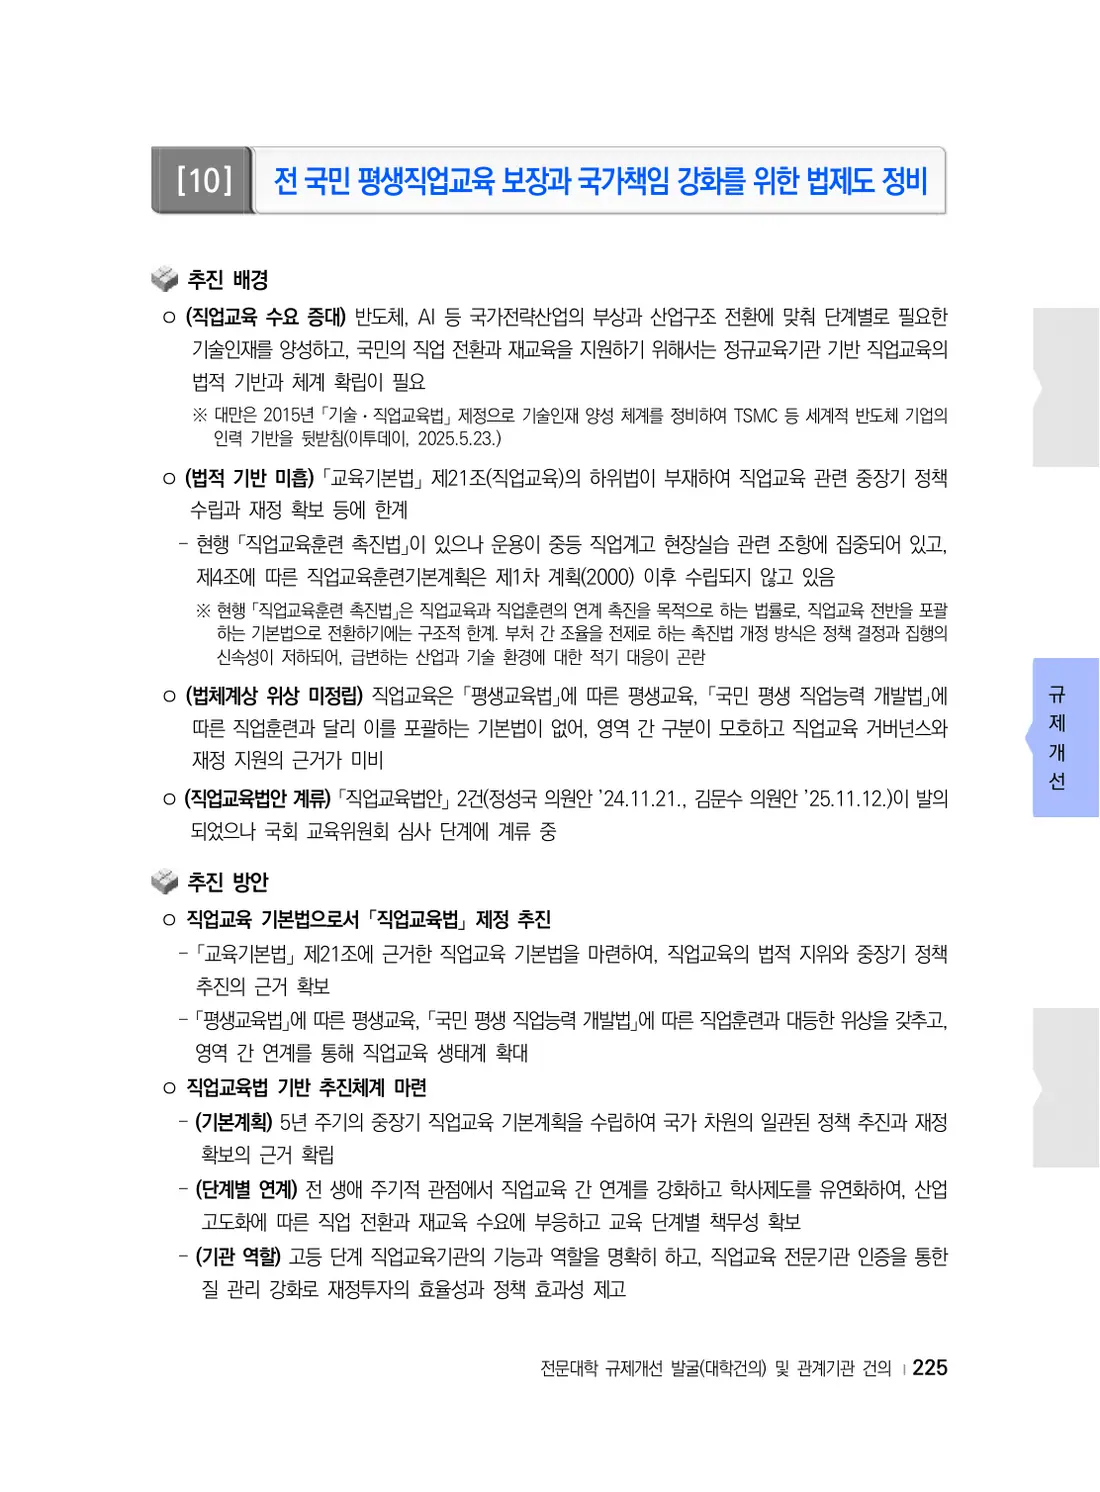 [10] 전 국민 평생직업교육 보장과 국가책임 강화를 위한 법제도 정비
추진 배경
○ (직업교육 수요 증대) 반도체, AI 등 국가전략산업의 부상과 산업구조 전환에 맞춰 단계별로 필요한
기술인재를 양성하고, 국민의 직업 전환과 재교육을 지원하기 위해서는 정규교육기관 기반 직업교육의
법적 기반과 체계 확립이 필요
※ 대만은 2015년 「기술·직업교육법」 제정으로 기술인재 양성 체계를 정비하여 TSMC 등 세계적 반도체 기업의
인력 기반을 뒷받침(이투데이, 2025.5.23.)
○ (법적 기반 미흡) 「교육기본법」 제21조(직업교육)의 하위법이 부재하여 직업교육 관련 중장기 정책
수립과 재정 확보 등에 한계
- 현행 「직업교육훈련 촉진법」이 있으나 운용이 중등 직업계고 현장실습 관련 조항에 집중되어 있고,
제4조에 따른 직업교육훈련기본계획은 제1차 계획(2000) 이후 수립되지 않고 있음
※ 현행 「직업교육훈련 촉진법」은 직업교육과 직업훈련의 연계 촉진을 목적으로 하는 법률로, 직업교육 전반을 포괄
하는 기본법으로 전환하기에는 구조적 한계. 부처 간 조율을 전제로 하는 촉진법 개정 방식은 정책 결정과 집행의
신속성이 저하되어, 급변하는 산업과 기술 환경에 대한 적기 대응이 곤란
○ (법체계상 위상 미정립) 직업교육은 「평생교육법」에 따른 평생교육, 「국민 평생 직업능력 개발법」에
따른 직업훈련과 달리 이를 포괄하는 기본법이 없어, 영역 간 구분이 모호하고 직업교육 거버넌스와
재정 지원의 근거가 미비
○ (직업교육법안 계류) 「직업교육법안」 2건(정성국 의원안 ’24.11.21., 김문수 의원안 ’25.11.12.)이 발의
되었으나 국회 교육위원회 심사 단계에 계류 중
추진 방안
○ 직업교육 기본법으로서 「직업교육법」 제정 추진
- 「교육기본법」 제21조에 근거한 직업교육 기본법을 마련하여, 직업교육의 법적 지위와 중장기 정책
추진의 근거 확보
- 「평생교육법」에 따른 평생교육, 「국민 평생 직업능력 개발법」에 따른 직업훈련과 대등한 위상을 갖추고,
영역 간 연계를 통해 직업교육 생태계 확대
○ 직업교육법 기반 추진체계 마련
- (기본계획) 5년 주기의 중장기 직업교육 기본계획을 수립하여 국가 차원의 일관된 정책 추진과 재정
확보의 근거 확립
- (단계별 연계) 전 생애 주기적 관점에서 직업교육 간 연계를 강화하고 학사제도를 유연화하여, 산업
고도화에 따른 직업 전환과 재교육 수요에 부응하고 교육 단계별 책무성 확보
- (기관 역할) 고등 단계 직업교육기관의 기능과 역할을 명확히 하고, 직업교육 전문기관 인증을 통한
질 관리 강화로 재정투자의 효율성과 정책 효과성 제고
규
제
개
선
전문대학 규제개선 발굴(대학건의) 및 관계기관 건의 | 225